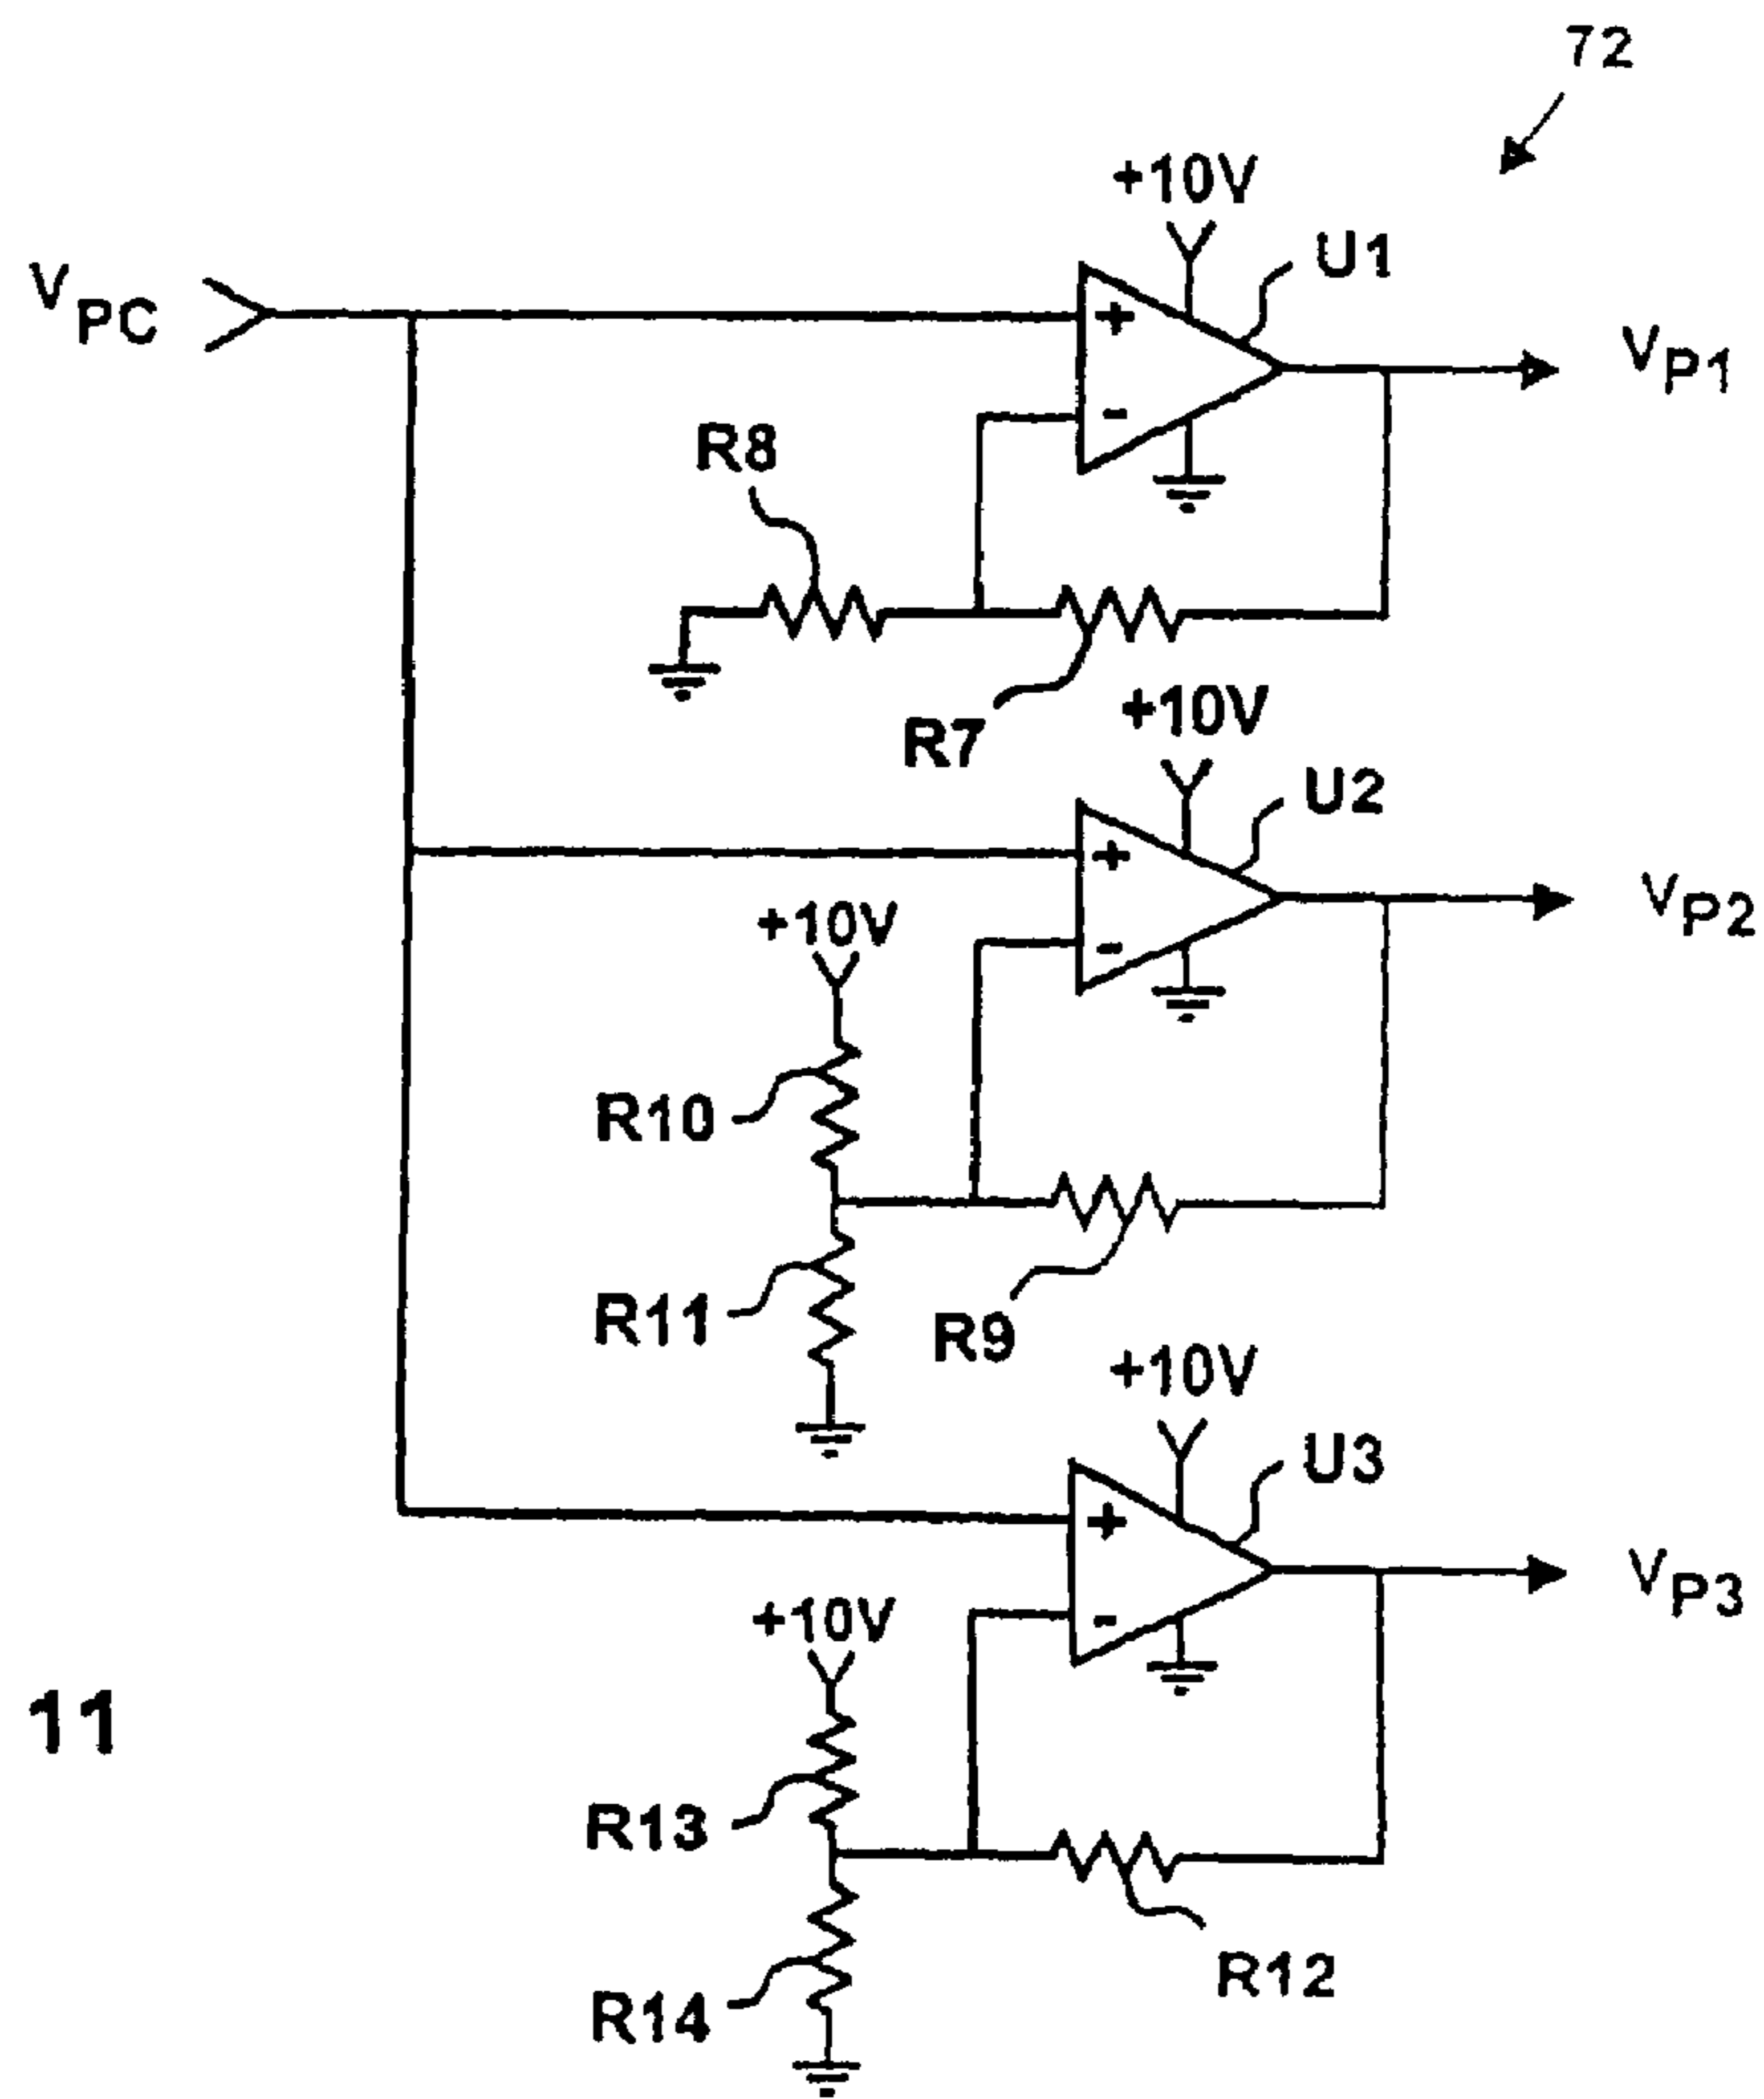 72
+10V
U1
VPC
+
VP1
-
R8
R7
+10V
U2
+
VP2
+10V
-
R10
R11
R9
+10V
U3
+
VP3
+10V
-
11
R13
R12
R14